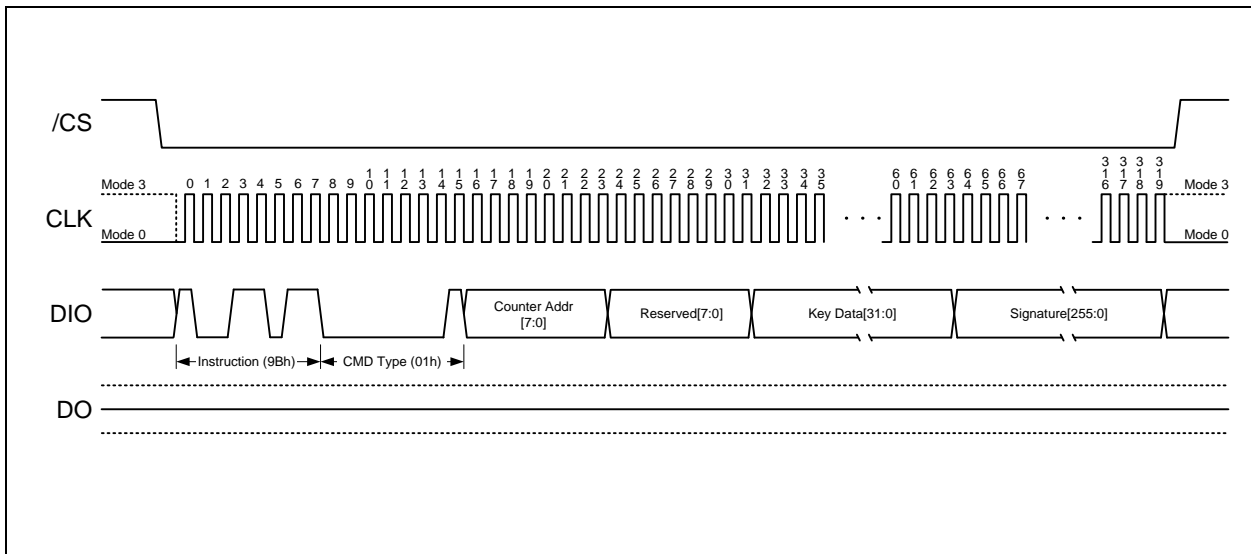 /CS
Mode 3
Mode 0
CLK
0 1 2 3 4 5 6 7 8 9 10 11 12 13 14 15 16 17 18 19 20 21 22 23 24 25 26 27 28 29 30 31 32 33 34 35 . . . 60 61 62 63 64 65 66 67 . . . 316 317 318 319
Mode 3
Mode 0
DIO
Counter Addr
[7:0]
Reserved[7:0]
Key Data[31:0]
Signature[255:0]
Instruction (9Bh)
CMD Type (01h)
DO